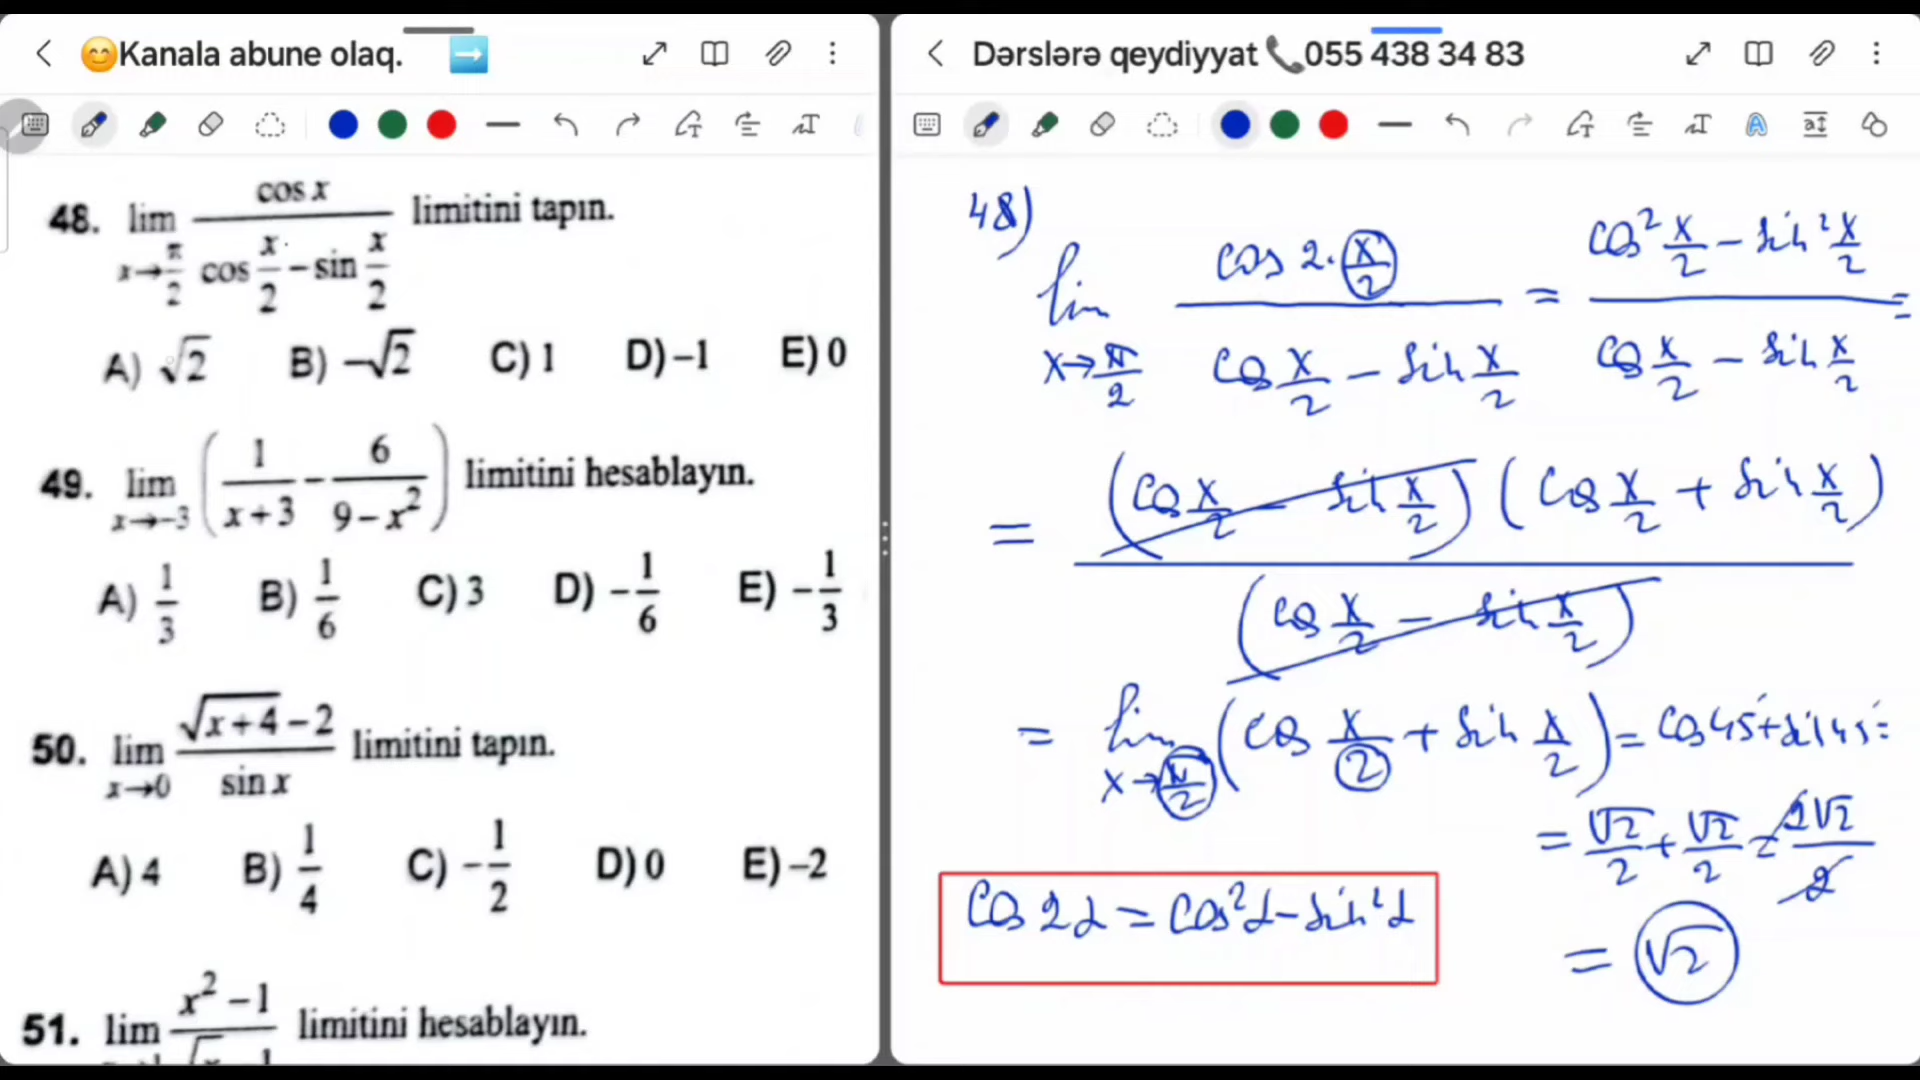 😊Kanala abune olaq. ➡️
48. lim x→π/2 cos x / (cos x/2 − sin x/2) limitini tapın.
A) √2 B) −√2 C) 1 D) −1 E) 0
49. lim x→−3 (1/(x+3) − 6/(9−x²)) limitini hesablayın.
A) 1/3 B) 1/6 C) 3 D) −1/6 E) −1/3
50. lim x→0 (√(x+4) − 2) / sin x limitini tapın.
A) 4 B) 1/4 C) −1/2 D) 0 E) −2
51. lim (x² − 1) / limitini hesablayın.
Dərslərə qeydiyyat 📞055 438 34 83
48)
lim x→π/2 cos 2·x/2 / (cos x/2 − sin x/2) = (cos² x/2 − sin² x/2) / (cos x/2 − sin x/2) =
= (cos x/2 − sin x/2) (cos x/2 + sin x/2) / (cos x/2 − sin x/2)
= lim x→π/2 (cos x/2 + sin x/2) = cos 45° + sin 45° =
= √2/2 + √2/2 = 2√2/2
= √2
cos 2α = cos²α − sin²α